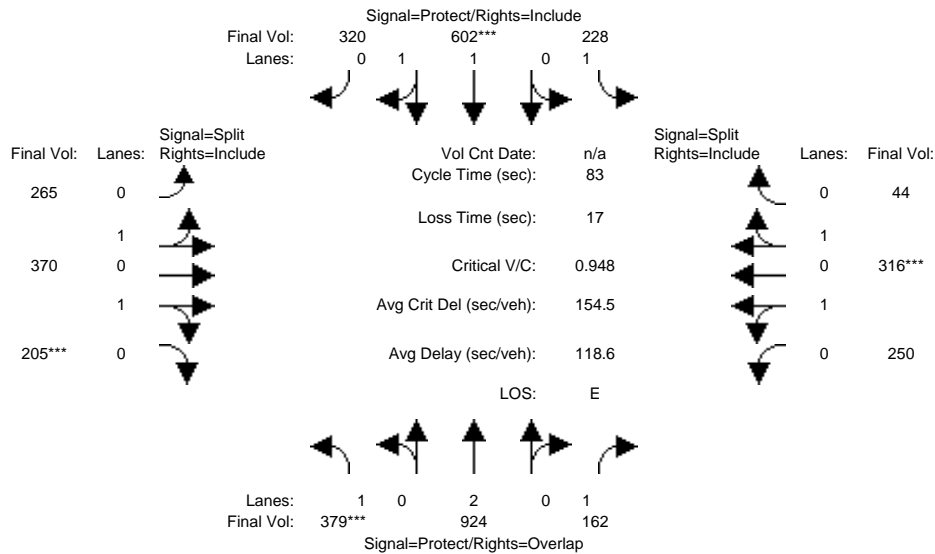 Signal=Protect/Rights=Include
Final Vol: 320 602*** 228
Lanes: 0 1 1 0 1
Signal=Split
Final Vol: Lanes: Rights=Include
Vol Cnt Date: n/a
Signal=Split
Rights=Include Lanes: Final Vol:
Cycle Time (sec): 83
265 0
0 44
Loss Time (sec): 17
1
1
370 0
Critical V/C: 0.948
0 316***
1
Avg Crit Del (sec/veh): 154.5
1
205*** 0
Avg Delay (sec/veh): 118.6
0 250
LOS: E
Lanes: 1 0 2 0 1
Final Vol: 379*** 924 162
Signal=Protect/Rights=Overlap